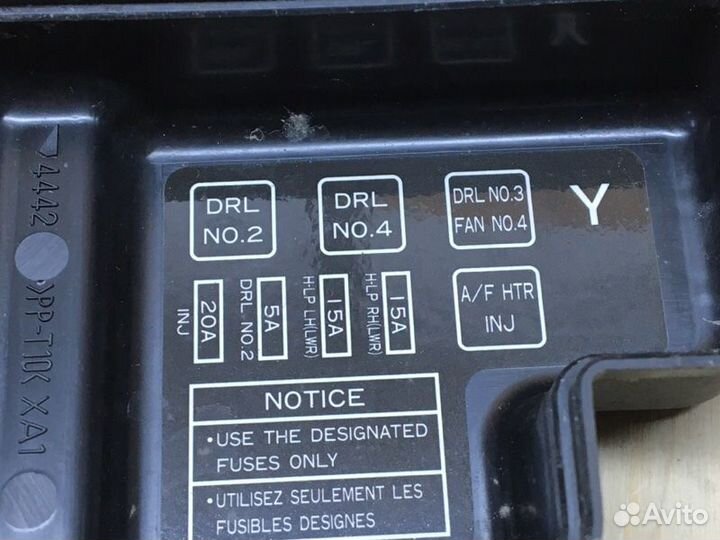 DRL
NO.2
DRL
NO.4
DRL NO.3
FAN NO.4
Y
INJ
20A
DRL NO.2
5A
H-LP LH(LWR)
15A
H-LP RH(LWR)
15A
A/F HTR
INJ
NOTICE
•USE THE DESIGNATED
FUSES ONLY
•UTILISEZ SEULEMENT LES
FUSIBLES DESIGNES
74442
>PP-T10< XA1
Avito